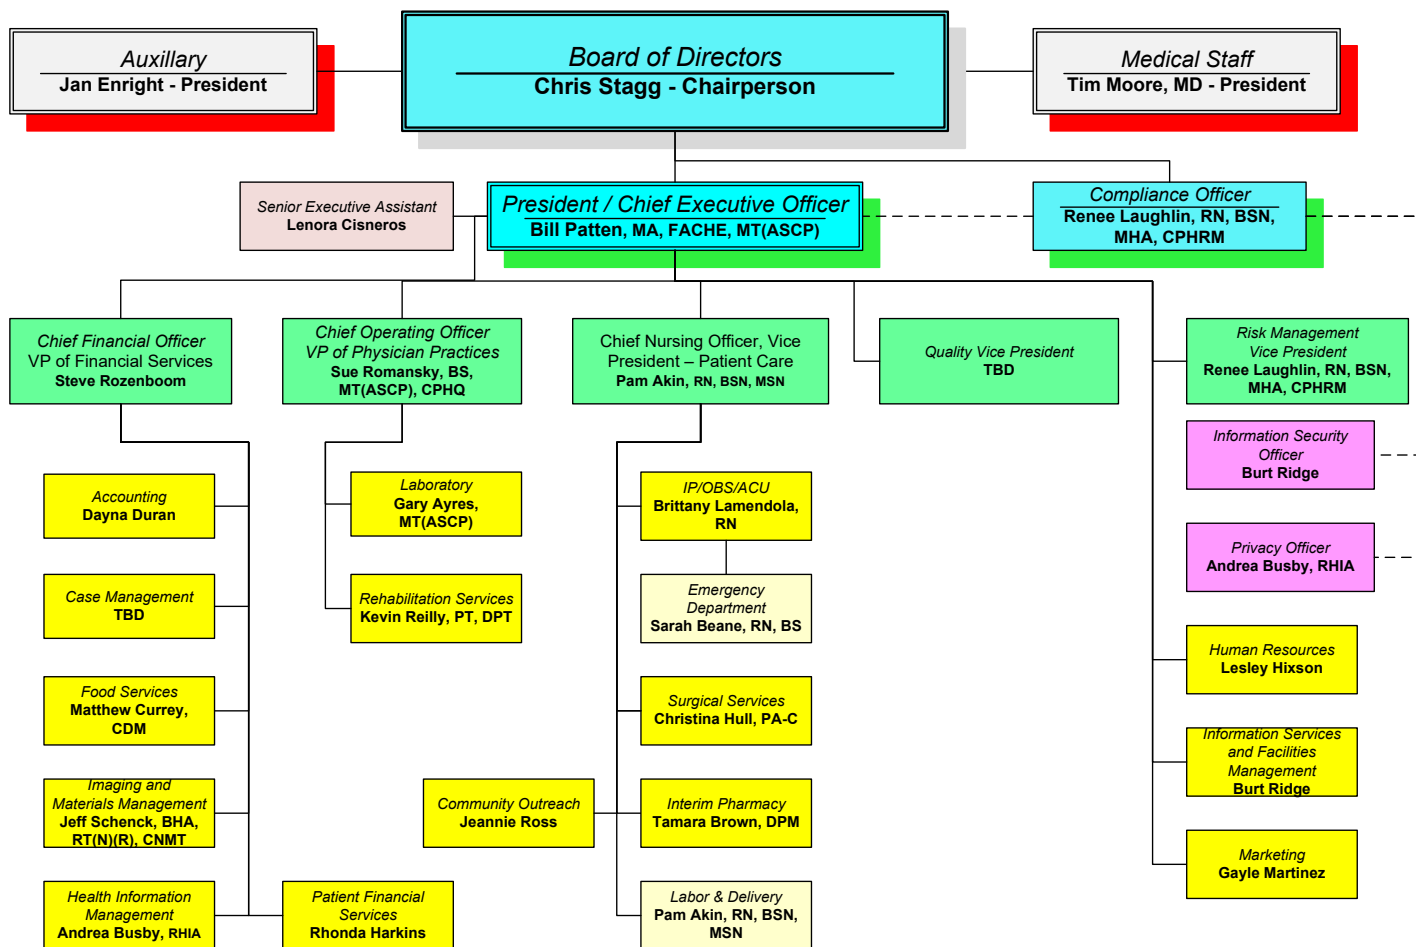 Auxillary
Jan Enright - President
Board of Directors
Chris Stagg - Chairperson
Medical Staff
Tim Moore, MD - President
Senior Executive Assistant
Lenora Cisneros
President / Chief Executive Officer
Bill Patten, MA, FACHE, MT(ASCP)
Compliance Officer
Renee Laughlin, RN, BSN,
MHA, CPHRM
Chief Financial Officer
VP of Financial Services
Steve Rozenboom
Chief Operating Officer
VP of Physician Practices
Sue Romansky, BS,
MT(ASCP), CPHQ
Chief Nursing Officer, Vice
President – Patient Care
Pam Akin, RN, BSN, MSN
Quality Vice President
TBD
Risk Management
Vice President
Renee Laughlin, RN, BSN,
MHA, CPHRM
Information Security
Officer
Burt Ridge
Accounting
Dayna Duran
Laboratory
Gary Ayres,
MT(ASCP)
IP/OBS/ACU
Brittany Lamendola,
RN
Privacy Officer
Andrea Busby, RHIA
Case Management
TBD
Rehabilitation Services
Kevin Reilly, PT, DPT
Emergency
Department
Sarah Beane, RN, BS
Human Resources
Lesley Hixson
Food Services
Matthew Currey,
CDM
Surgical Services
Christina Hull, PA-C
Information Services
and Facilities
Management
Burt Ridge
Imaging and
Materials Management
Jeff Schenck, BHA,
RT(N)(R), CNMT
Community Outreach
Jeannie Ross
Interim Pharmacy
Tamara Brown, DPM
Marketing
Gayle Martinez
Health Information
Management
Andrea Busby, RHIA
Patient Financial
Services
Rhonda Harkins
Labor & Delivery
Pam Akin, RN, BSN,
MSN